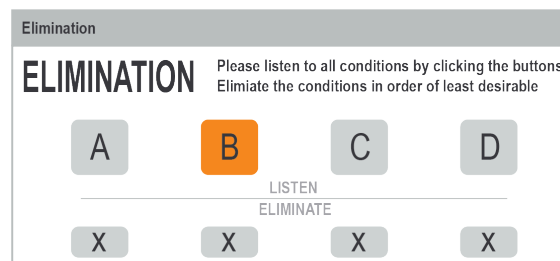 Elimination
ELIMINATION
Please listen to all conditions by clicking the buttons
Elimiate the conditions in order of least desirable
A B C D
LISTEN
ELIMINATE
X X X X